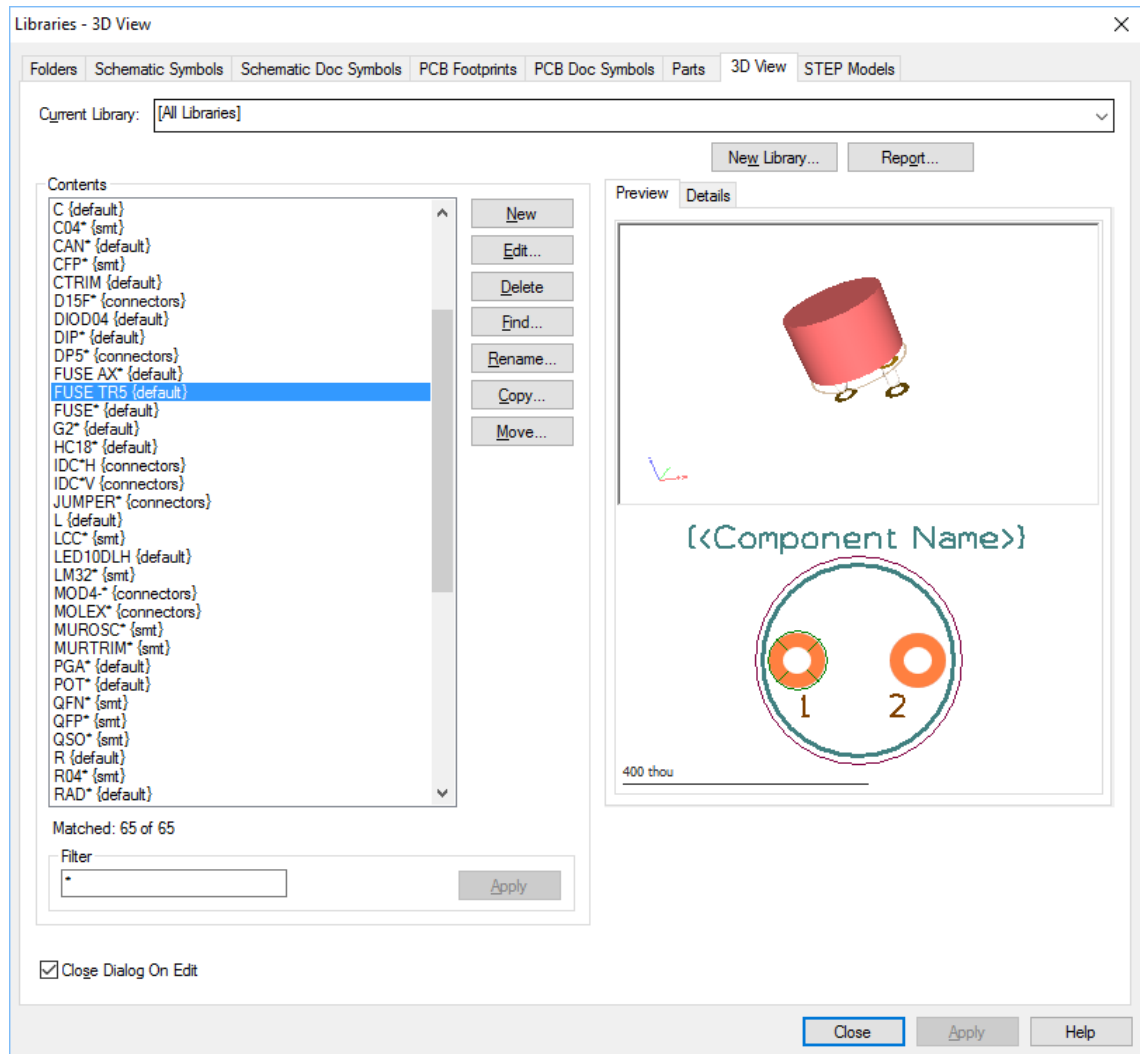 Libraries - 3D View
Folders Schematic Symbols Schematic Doc Symbols PCB Footprints PCB Doc Symbols Parts 3D View STEP Models
Current Library: [All Libraries]
New Library... Report...
Contents
C {default}
C04* {smt}
CAN* {default}
CFP* {smt}
CTRIM {default}
D15F* {connectors}
DIOD04 {default}
DIP* {default}
DP5* {connectors}
FUSE AX* {default}
FUSE TR5 {default}
FUSE* {default}
G2* {default}
HC18* {default}
IDC*H {connectors}
IDC*V {connectors}
JUMPER* {connectors}
L {default}
LCC* {smt}
LED10DLH {default}
LM32* {smt}
MOD4-* {connectors}
MOLEX* {connectors}
MUROSC* {smt}
MURTRIM* {smt}
PGA* {default}
POT* {default}
QFN* {smt}
QFP* {smt}
QSO* {smt}
R {default}
R04* {smt}
RAD* {default}
New
Edit...
Delete
Find...
Rename...
Copy...
Move...
Matched: 65 of 65
Filter
*
Apply
Preview Details
{<Component Name>}
1 2
400 thou
Close Dialog On Edit
Close Apply Help